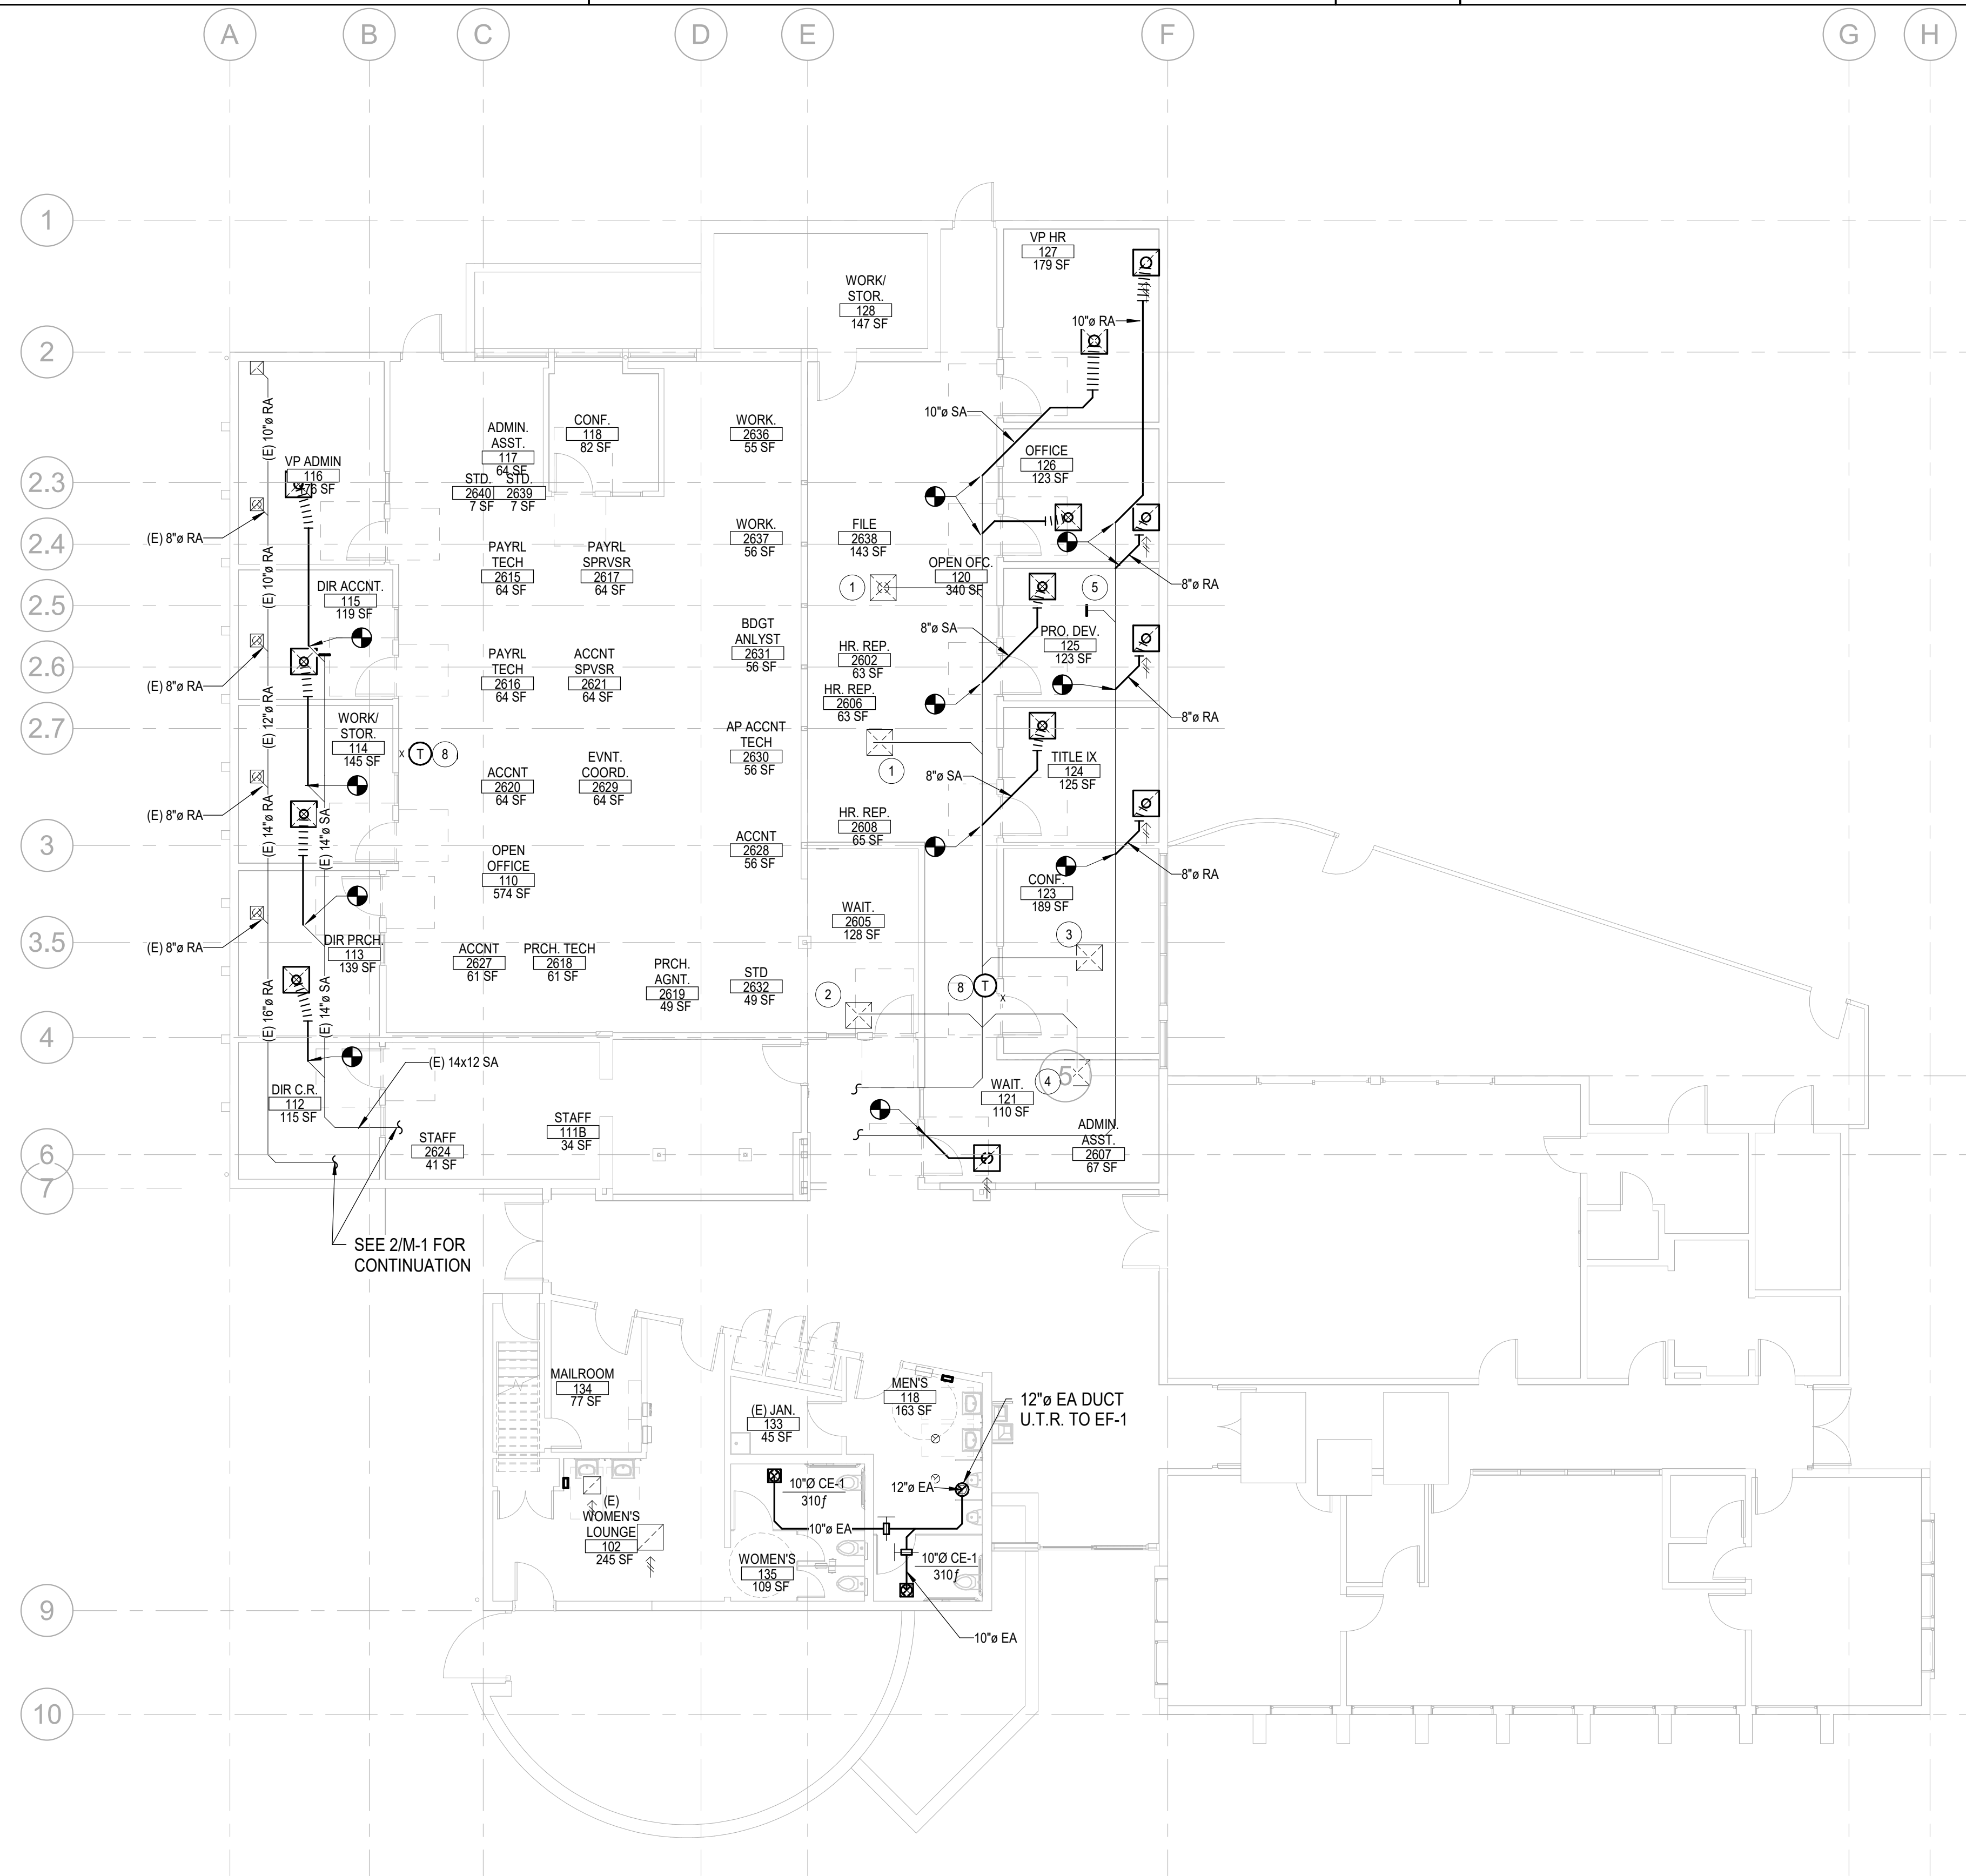 A
B
C
D
E
F
G
H
1
VP HR
127
179 SF
WORK/
STOR.
128
147 SF
10"ø RA
2
(E) 10"ø RA
10"ø SA
ADMIN.
ASST.
117
64 SF
CONF.
118
82 SF
WORK.
2636
55 SF
OFFICE
126
123 SF
VP ADMIN
116
176 SF
2.3
STD.
2640
7 SF
STD.
2639
7 SF
(E) 8"ø RA
2.4
PAYRL
TECH
2615
64 SF
PAYRL
SPRVSR
2617
64 SF
WORK.
2637
56 SF
FILE
2638
143 SF
OPEN OFC.
120
340 SF
1
5
8"ø RA
(E) 10"ø RA
DIR ACCNT.
115
119 SF
2.5
8"ø SA
BDGT
ANLYST
2631
56 SF
PRO. DEV.
125
123 SF
2.6
PAYRL
TECH
2616
64 SF
ACCNT
SPVSR
2621
64 SF
HR. REP.
2602
63 SF
HR. REP.
2606
63 SF
(E) 8"ø RA
(E) 12"ø RA
2.7
WORK/
STOR.
114
145 SF
T
8
AP ACCNT
TECH
2630
56 SF
8"ø RA
1
TITLE IX
124
125 SF
8"ø SA
ACCNT
2620
64 SF
EVNT.
COORD.
2629
64 SF
(E) 8"ø RA
(E) 14"ø RA
(E) 14"ø SA
HR. REP.
2608
65 SF
3
OPEN
OFFICE
110
574 SF
ACCNT
2628
56 SF
8"ø RA
CONF.
123
189 SF
WAIT.
2605
128 SF
3
3.5
(E) 8"ø RA
DIR PRCH.
113
139 SF
ACCNT
2627
61 SF
PRCH. TECH
2618
61 SF
PRCH.
AGNT.
2619
49 SF
STD
2632
49 SF
2
8
T
(E) 16"ø RA
(E) 14"ø SA
4
(E) 14x12 SA
DIR C.R.
112
115 SF
WAIT.
121
110 SF
4
5
STAFF
111B
34 SF
STAFF
2624
41 SF
ADMIN.
ASST.
2607
67 SF
6
7
SEE 2/M-1 FOR
CONTINUATION
MAILROOM
134
77 SF
(E) JAN.
133
45 SF
MEN'S
118
163 SF
12"ø EA DUCT
U.T.R. TO EF-1
10"Ø CE-1
310ƒ
12"ø EA
(E)
WOMEN'S
LOUNGE
102
245 SF
10"ø EA
WOMEN'S
135
109 SF
10"Ø CE-1
310ƒ
9
10"ø EA
10